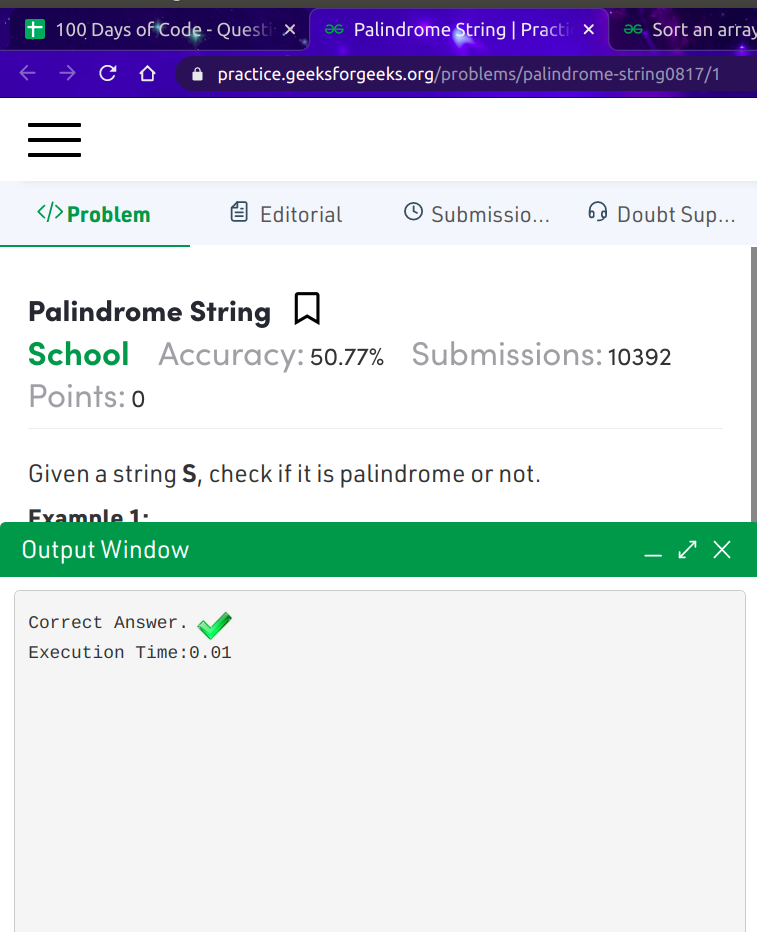 100 Days of Code - Questi
Palindrome String | Practi
Sort an array
practice.geeksforgeeks.org/problems/palindrome-string0817/1
</>Problem
Editorial
Submissio...
Doubt Sup...
Palindrome String
School Accuracy: 50.77% Submissions: 10392
Points: 0
Given a string S, check if it is palindrome or not.
Example 1:
Output Window
Correct Answer.
Execution Time:0.01